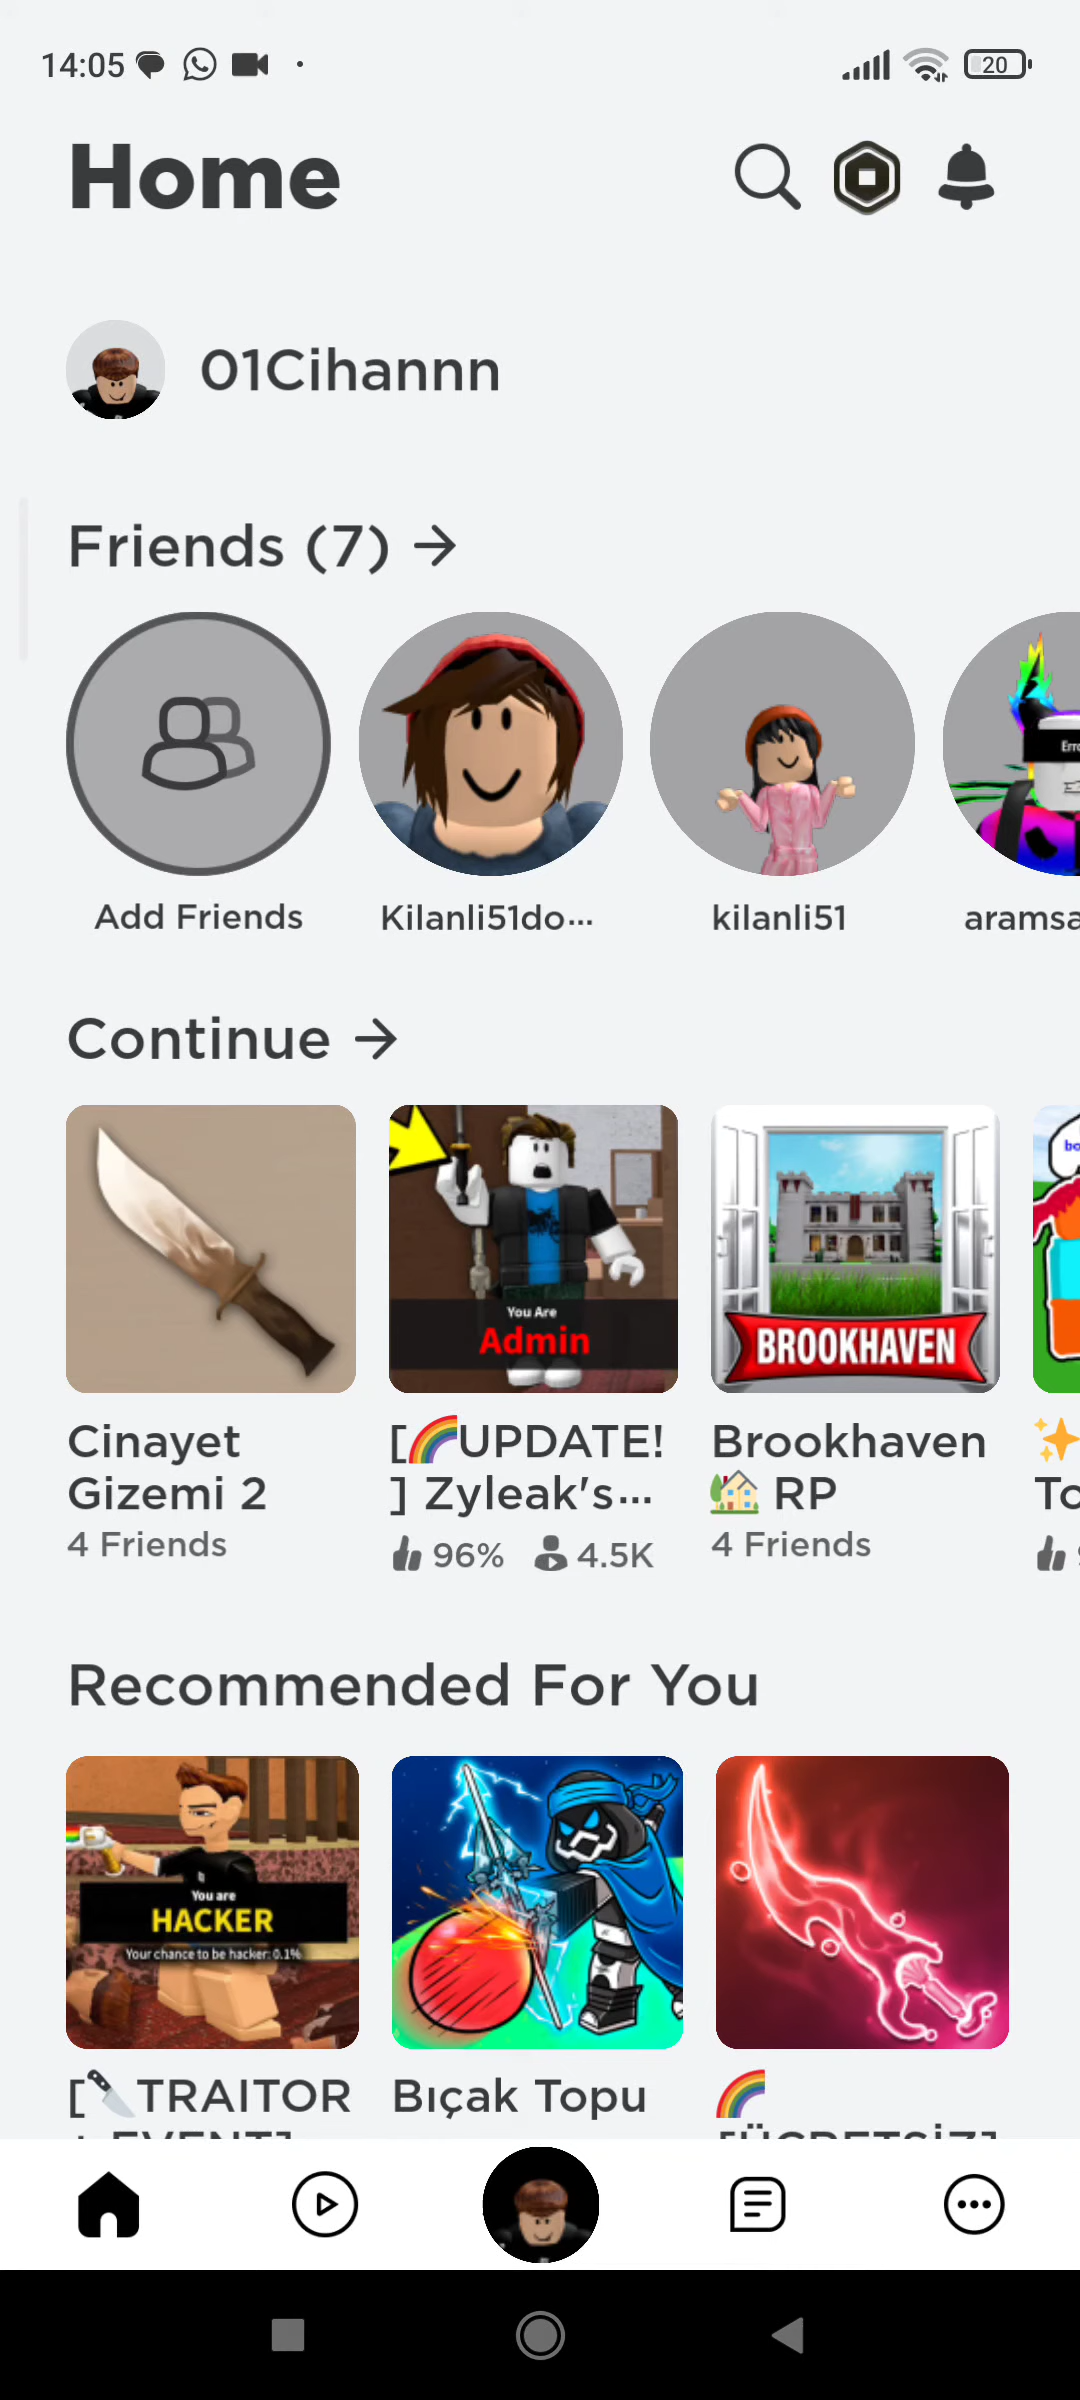 14:05
20
Home
01Cihannn
Friends (7)
Add Friends
Kilanli51do...
kilanli51
aramsa
Continue
You Are
Admin
BROOKHAVEN
Cinayet
Gizemi 2
4 Friends
[🌈UPDATE!
] Zyleak's...
96% 4.5K
Brookhaven
🏡 RP
4 Friends
✨
To
Recommended For You
You are
HACKER
Your chance to be hacker: 0.1%
[🔪TRAITOR
Bıçak Topu
🌈